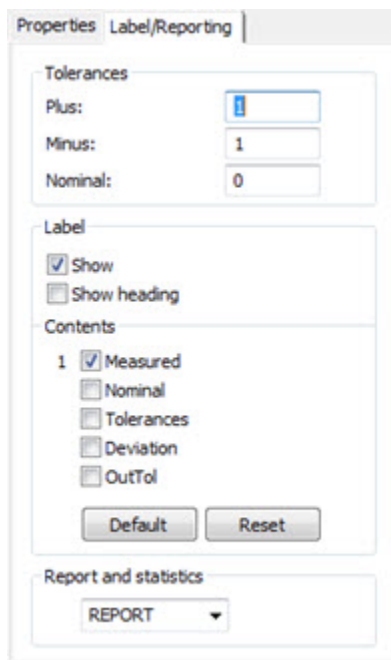 Properties Label/Reporting
Tolerances
Plus: 1
Minus: 1
Nominal: 0
Label
Show
Show heading
Contents
1 Measured
Nominal
Tolerances
Deviation
OutTol
Default Reset
Report and statistics
REPORT